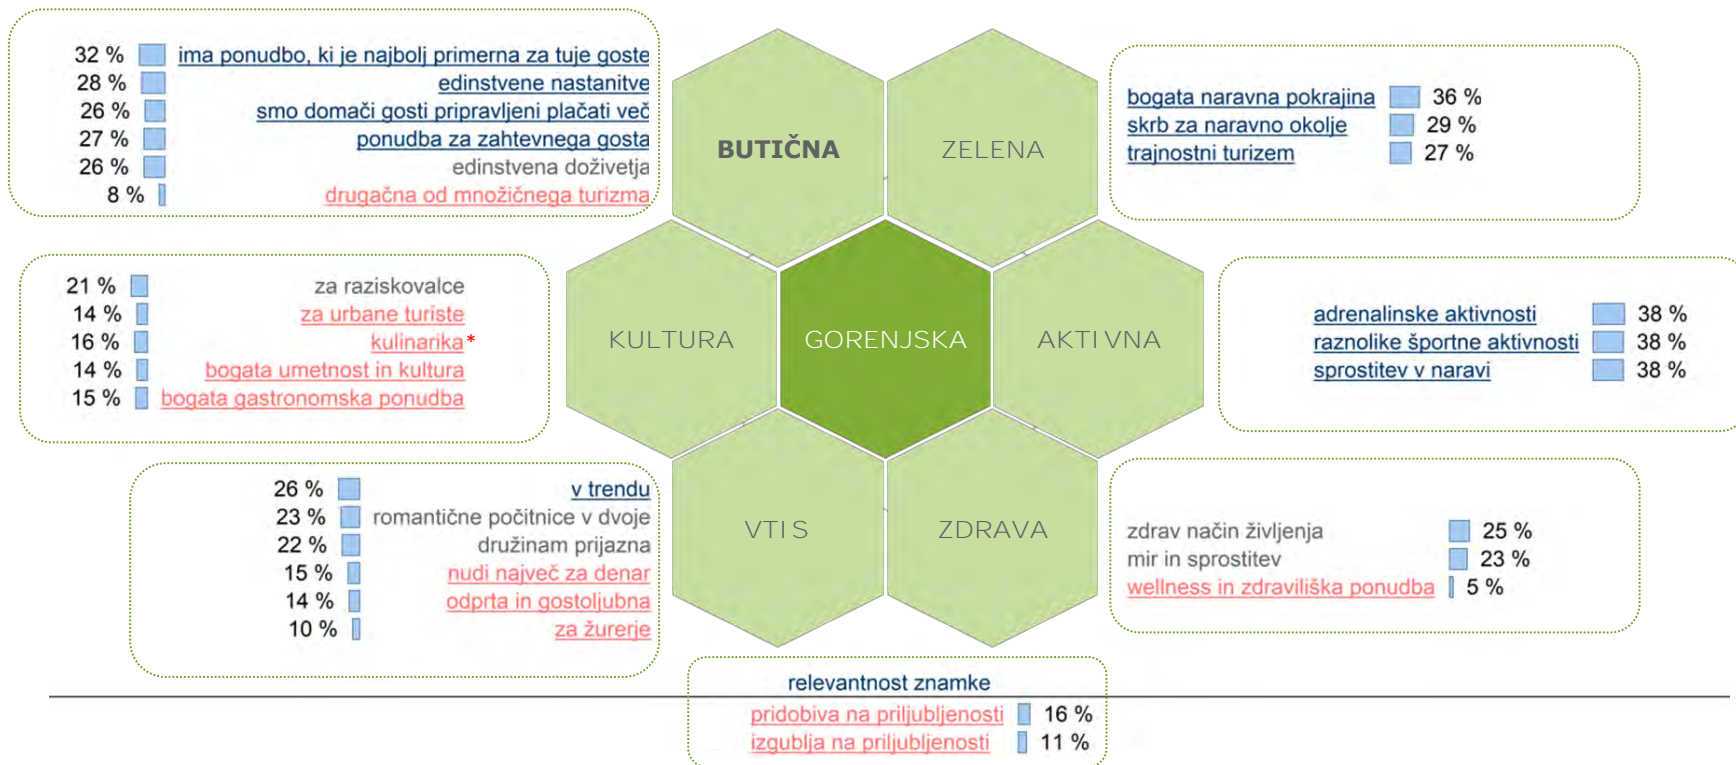 32 % ima ponudbo, ki je najbolj primerna za tuje goste
28 % edinstvene nastanitve
26 % smo domači gosti pripravljeni plačati več
27 % ponudba za zahtevnega gosta
26 % edinstvena doživetja
8 % drugačna od množičnega turizma
BUTIČNA
ZELENA
bogata naravna pokrajina 36 %
skrb za naravno okolje 29 %
trajnostni turizem 27 %
21 % za raziskovalce
14 % za urbane turiste
16 % kulinarika*
14 % bogata umetnost in kultura
15 % bogata gastronomska ponudba
KULTURA
GORENJSKA
AKTIVNA
adrenalinske aktivnosti 38 %
raznolike športne aktivnosti 38 %
sprostitev v naravi 38 %
26 % v trendu
23 % romantične počitnice v dvoje
22 % družinam prijazna
15 % nudi največ za denar
14 % odprta in gostoljubna
10 % za žurerje
VTIS
ZDRAVA
zdrav način življenja 25 %
mir in sprostitev 23 %
wellness in zdraviliška ponudba 5 %
relevantnost znamke
pridobiva na priljubljenosti 16 %
izgublja na priljubljenosti 11 %